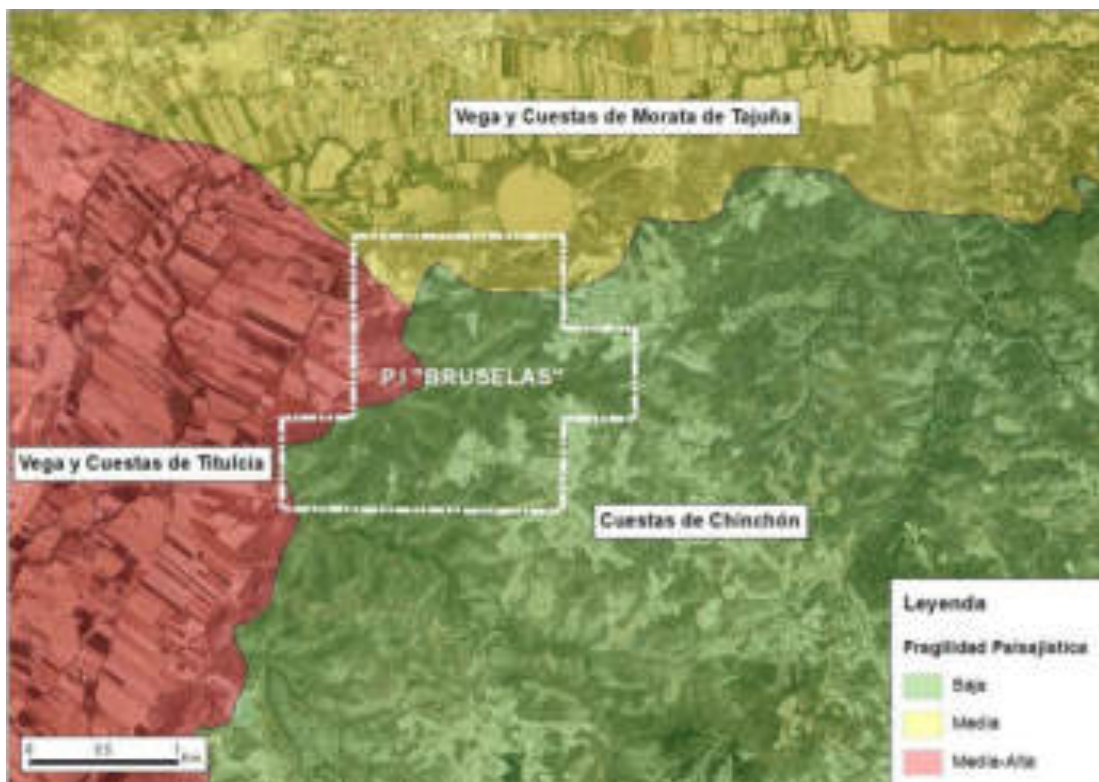 Vega y Cuestas de Morata de Tajuña
P I "BRUSELAS"
Vega y Cuestas de Titulcia
Cuestas de Chinchón
Leyenda
Fragilidad Paisajística
Baja
Media
Media-Alta
0 0.5 1
Km